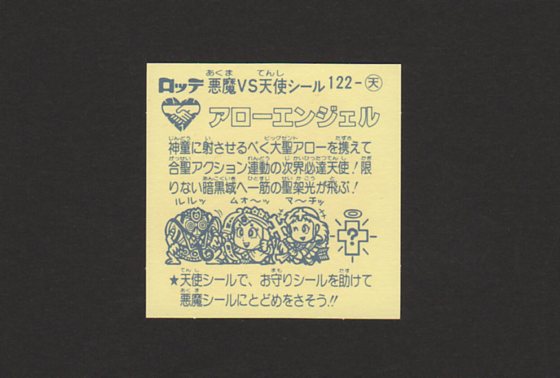 ロッテ 悪魔VS天使シール 122-天
アローエンジェル
神童に射させるべく大聖アローを携えて
合聖アクション連動の次界必達天使!限
りない暗黒城へ一筋の聖架光が飛ぶ!
ルルッ ムオ〜ッ マ〜チッ
?
★天使シールで、お守りシールを助けて
悪魔シールにとどめをさそう!!